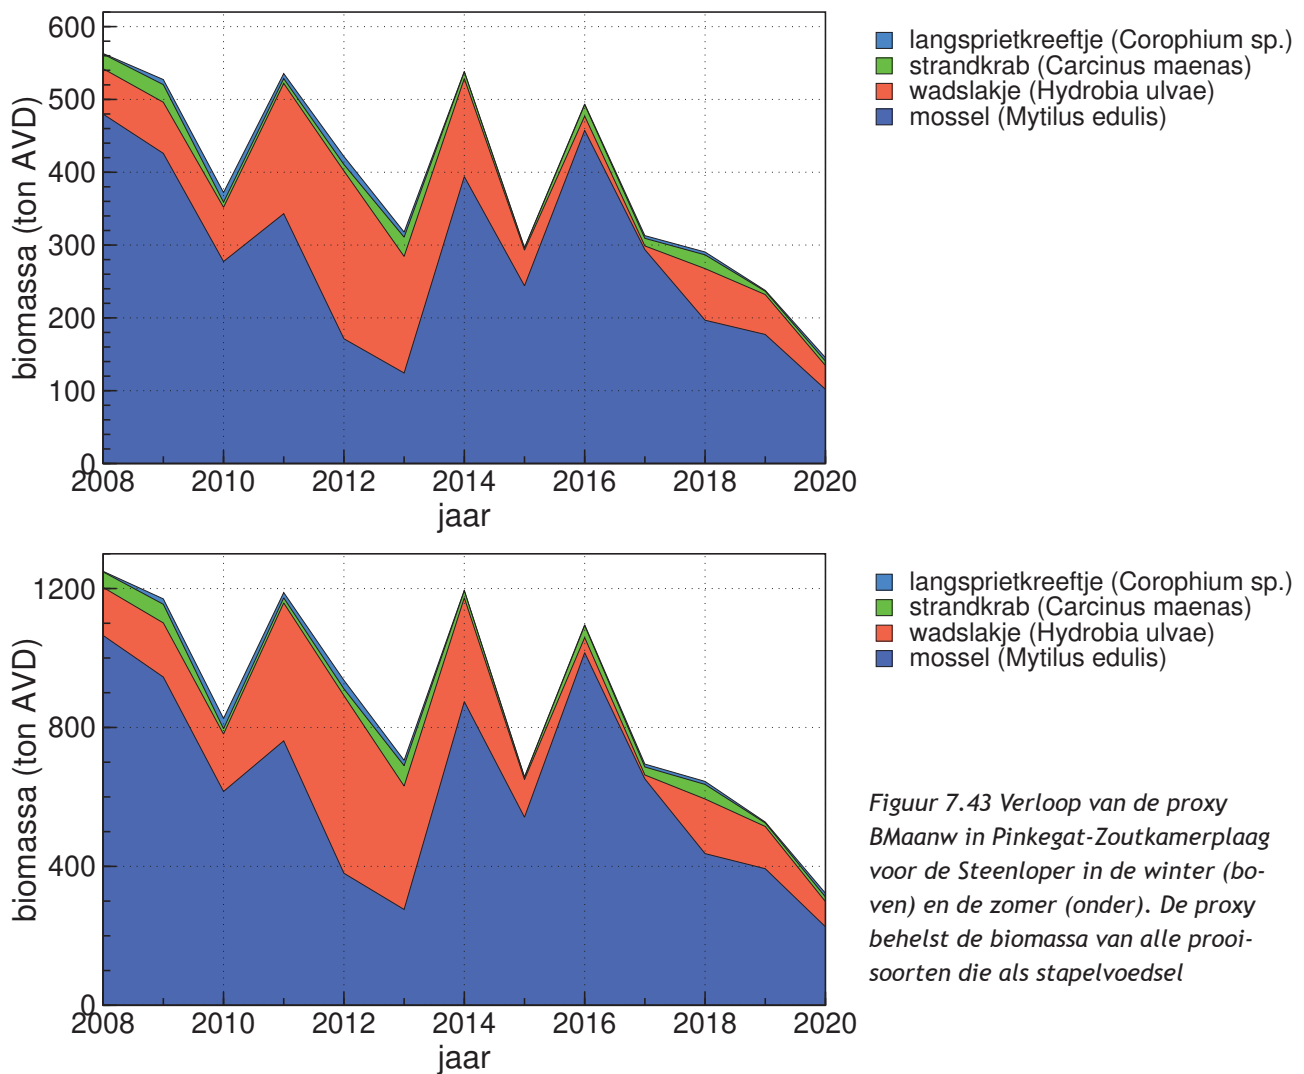 600
500
400
300
200
100
0
biomassa (ton AVD)
2008 2010 2012 2014 2016 2018 2020
jaar
langsprietkreeftje (Corophium sp.)
strandkrab (Carcinus maenas)
wadslakje (Hydrobia ulvae)
mossel (Mytilus edulis)
1200
800
400
0
biomassa (ton AVD)
2008 2010 2012 2014 2016 2018 2020
jaar
langsprietkreeftje (Corophium sp.)
strandkrab (Carcinus maenas)
wadslakje (Hydrobia ulvae)
mossel (Mytilus edulis)
Figuur 7.43 Verloop van de proxy
BMaanw in Pinkegat-Zoutkamerplaag
voor de Steenloper in de winter (bo-
ven) en de zomer (onder). De proxy
behelst de biomassa van alle prooi-
soorten die als stapelvoedsel